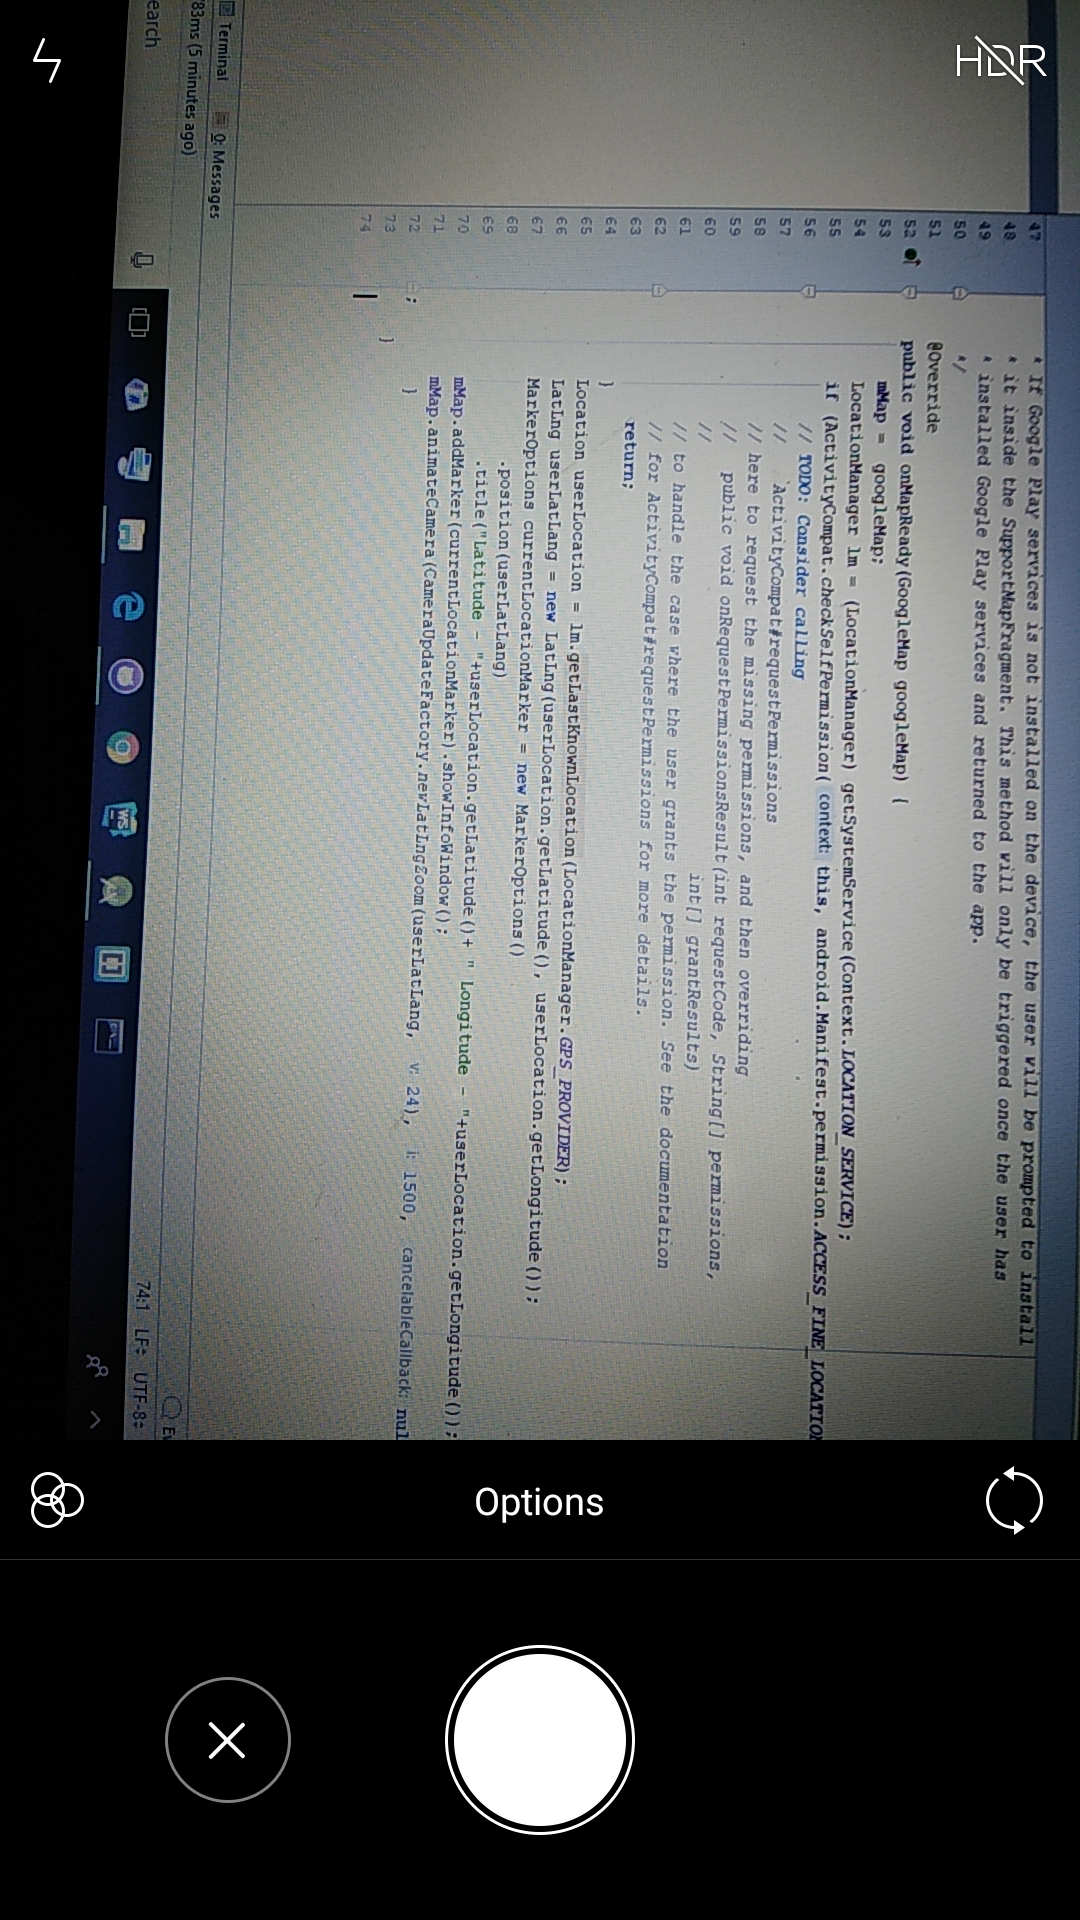 HDR
47 * If Google Play services is not installed on the device, the user will be prompted to install
48 * it inside the SupportMapFragment. This method will only be triggered once the user has
49 * installed Google Play services and returned to the app.
50 */
51 @Override
52 public void onMapReady(GoogleMap googleMap) {
53 mMap = googleMap;
54 LocationManager lm = (LocationManager) getSystemService(Context.LOCATION_SERVICE);
55 if (ActivityCompat.checkSelfPermission( context: this, android.Manifest.permission.ACCESS_FINE_LOCATION
56 // TODO: Consider calling
57 // ActivityCompat#requestPermissions
58 // here to request the missing permissions, and then overriding
59 // public void onRequestPermissionsResult(int requestCode, String[] permissions,
60 // int[] grantResults)
61 // to handle the case where the user grants the permission. See the documentation
62 // for ActivityCompat#requestPermissions for more details.
63 return;
64 }
65 Location userLocation = lm.getLastKnownLocation(LocationManager.GPS_PROVIDER);
66 LatLng userLatLang = new LatLng(userLocation.getLatitude(), userLocation.getLongitude());
67 MarkerOptions currentLocationMarker = new MarkerOptions()
68 .position(userLatLang)
69 .title("Latitude - "+userLocation.getLatitude()+ " Longitude - "+userLocation.getLongitude());
70 mMap.addMarker(currentLocationMarker).showInfoWindow();
71 mMap.animateCamera(CameraUpdateFactory.newLatLngZoom(userLatLang, v: 24), i: 1500, cancelableCallback: nul
72 ; }
73 }
74
Terminal 0: Messages
83ms (5 minutes ago)
74:1 LF÷ UTF-8÷
earch
Options